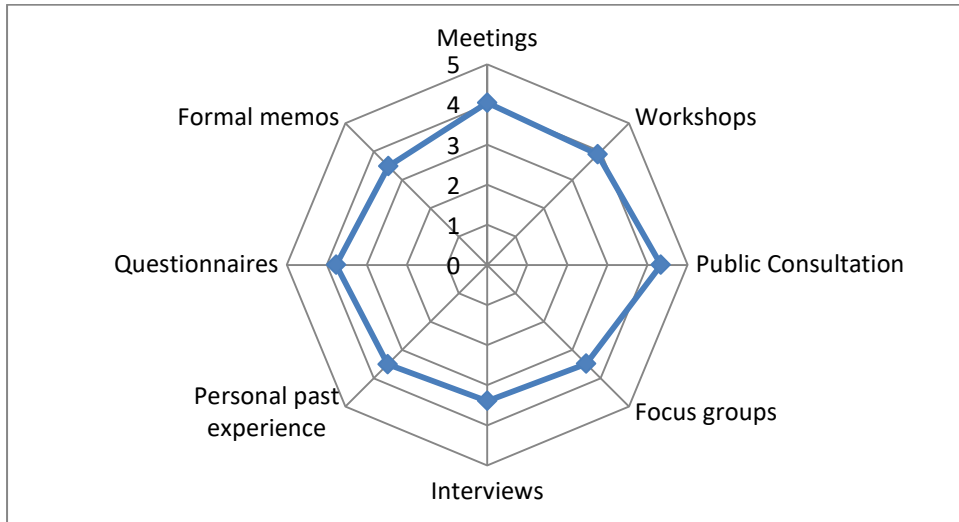 Meetings
5
4
3
2
1
0
Formal memos
Workshops
Questionnaires
Public Consultation
Personal past
experience
Focus groups
Interviews